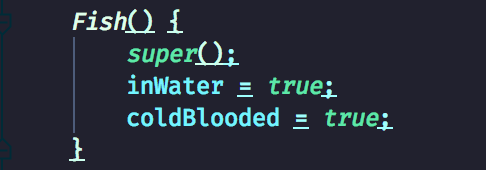 Fish() {
super();
inWater = true;
coldBlooded = true;
}